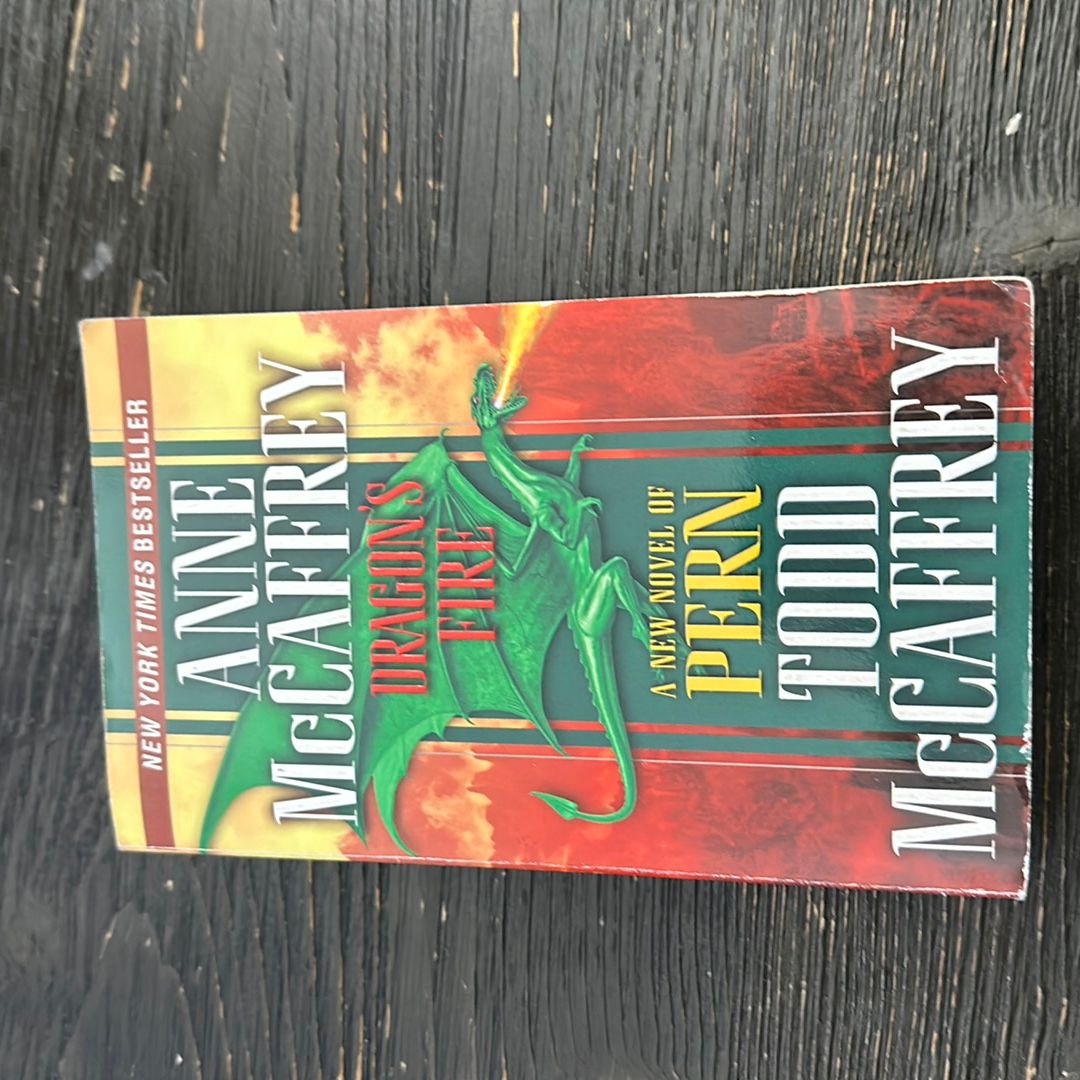 NEW YORK TIMES BESTSELLER
ANNE
McCAFFREY
DRAGON'S
FIRE
A NEW NOVEL OF
PERN
TODD
McCAFFREY